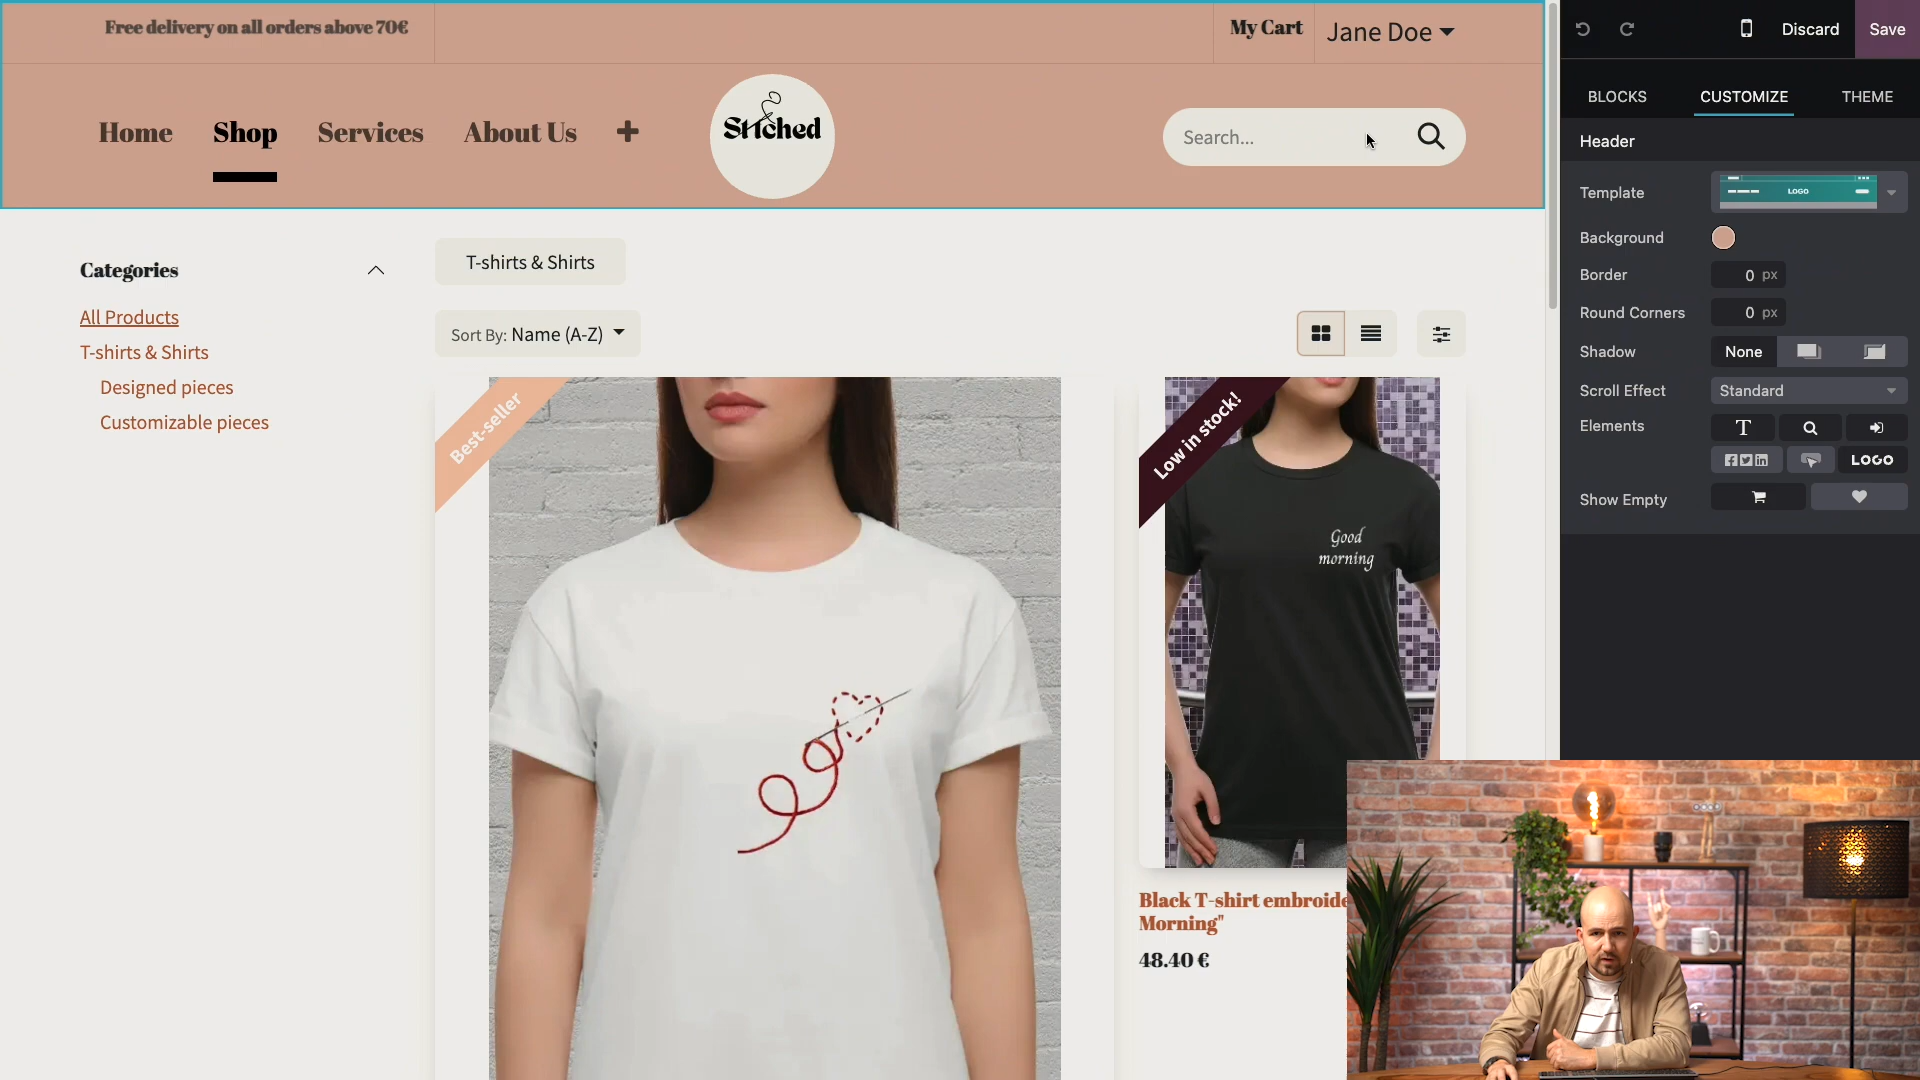 Free delivery on all orders above 70€
My Cart
Jane Doe
Home
Shop
Services
About Us
Stitched
Search...
Categories
All Products
T-shirts & Shirts
Designed pieces
Customizable pieces
T-shirts & Shirts
Sort By: Name (A-Z)
Best-seller
Low in stock!
Good
morning
Black T-shirt embroide
Morning"
48.40 €
Discard
Save
BLOCKS
CUSTOMIZE
THEME
Header
Template
LOGO
Background
Border
0 px
Round Corners
0 px
Shadow
None
Scroll Effect
Standard
Elements
T
LOGO
Show Empty